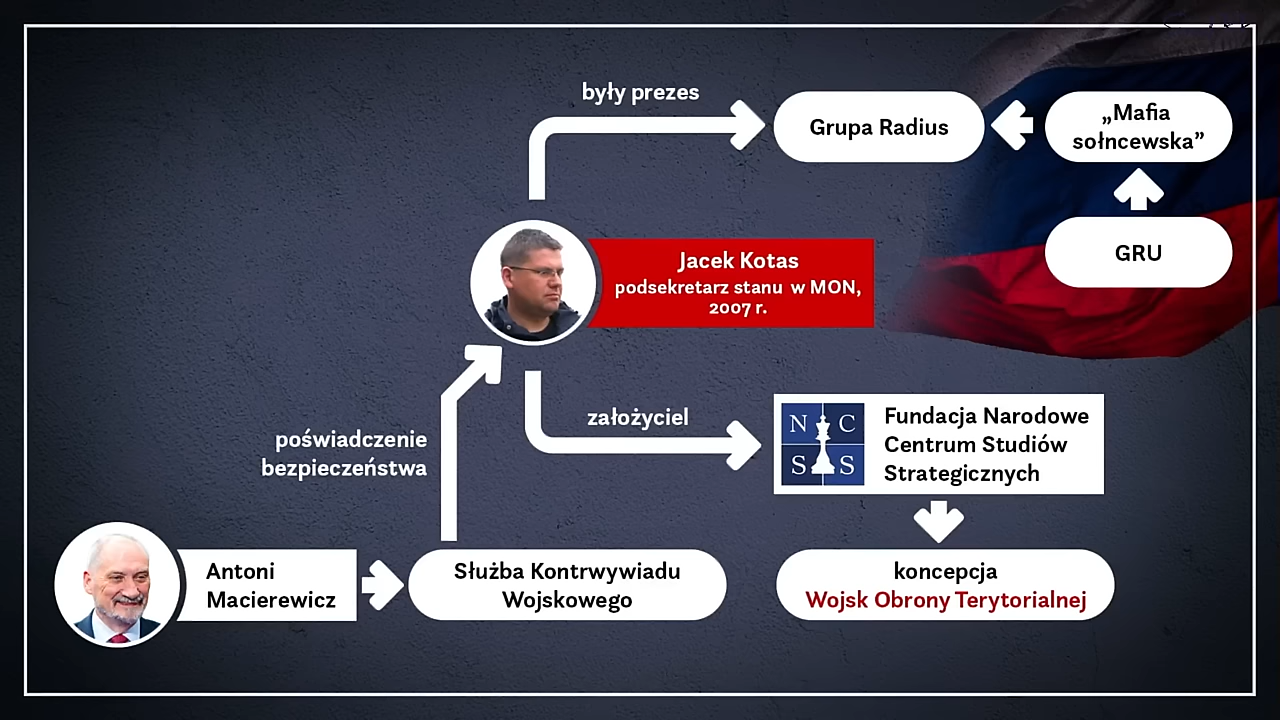 były prezes
Grupa Radius
„Mafia
sołncewska”
GRU
Jacek Kotas
podsekretarz stanu w MON,
2007 r.
założyciel
N C
S S
Fundacja Narodowe
Centrum Studiów
Strategicznych
poświadczenie
bezpieczeństwa
Antoni
Macierewicz
Służba Kontrwywiadu
Wojskowego
koncepcja
Wojsk Obrony Terytorialnej